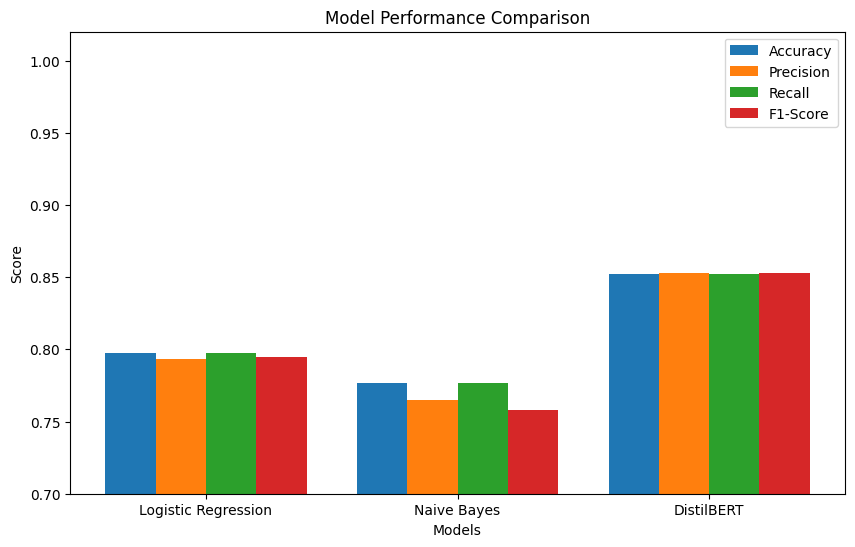 Model Performance Comparison
Accuracy
Precision
Recall
F1-Score
Score
1.00
0.95
0.90
0.85
0.80
0.75
0.70
Logistic Regression
Naive Bayes
DistilBERT
Models